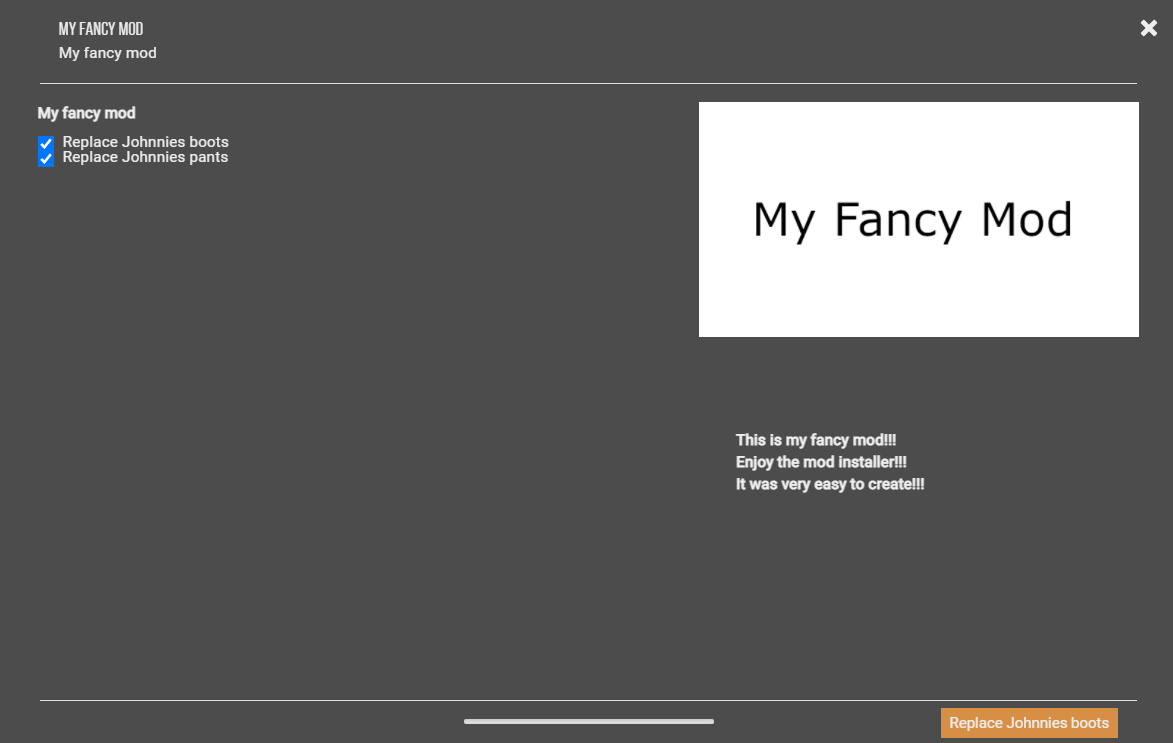 MY FANCY MOD
My fancy mod
My fancy mod
Replace Johnnies boots
Replace Johnnies pants
My Fancy Mod
This is my fancy mod!!!
Enjoy the mod installer!!!
It was very easy to create!!!
Replace Johnnies boots